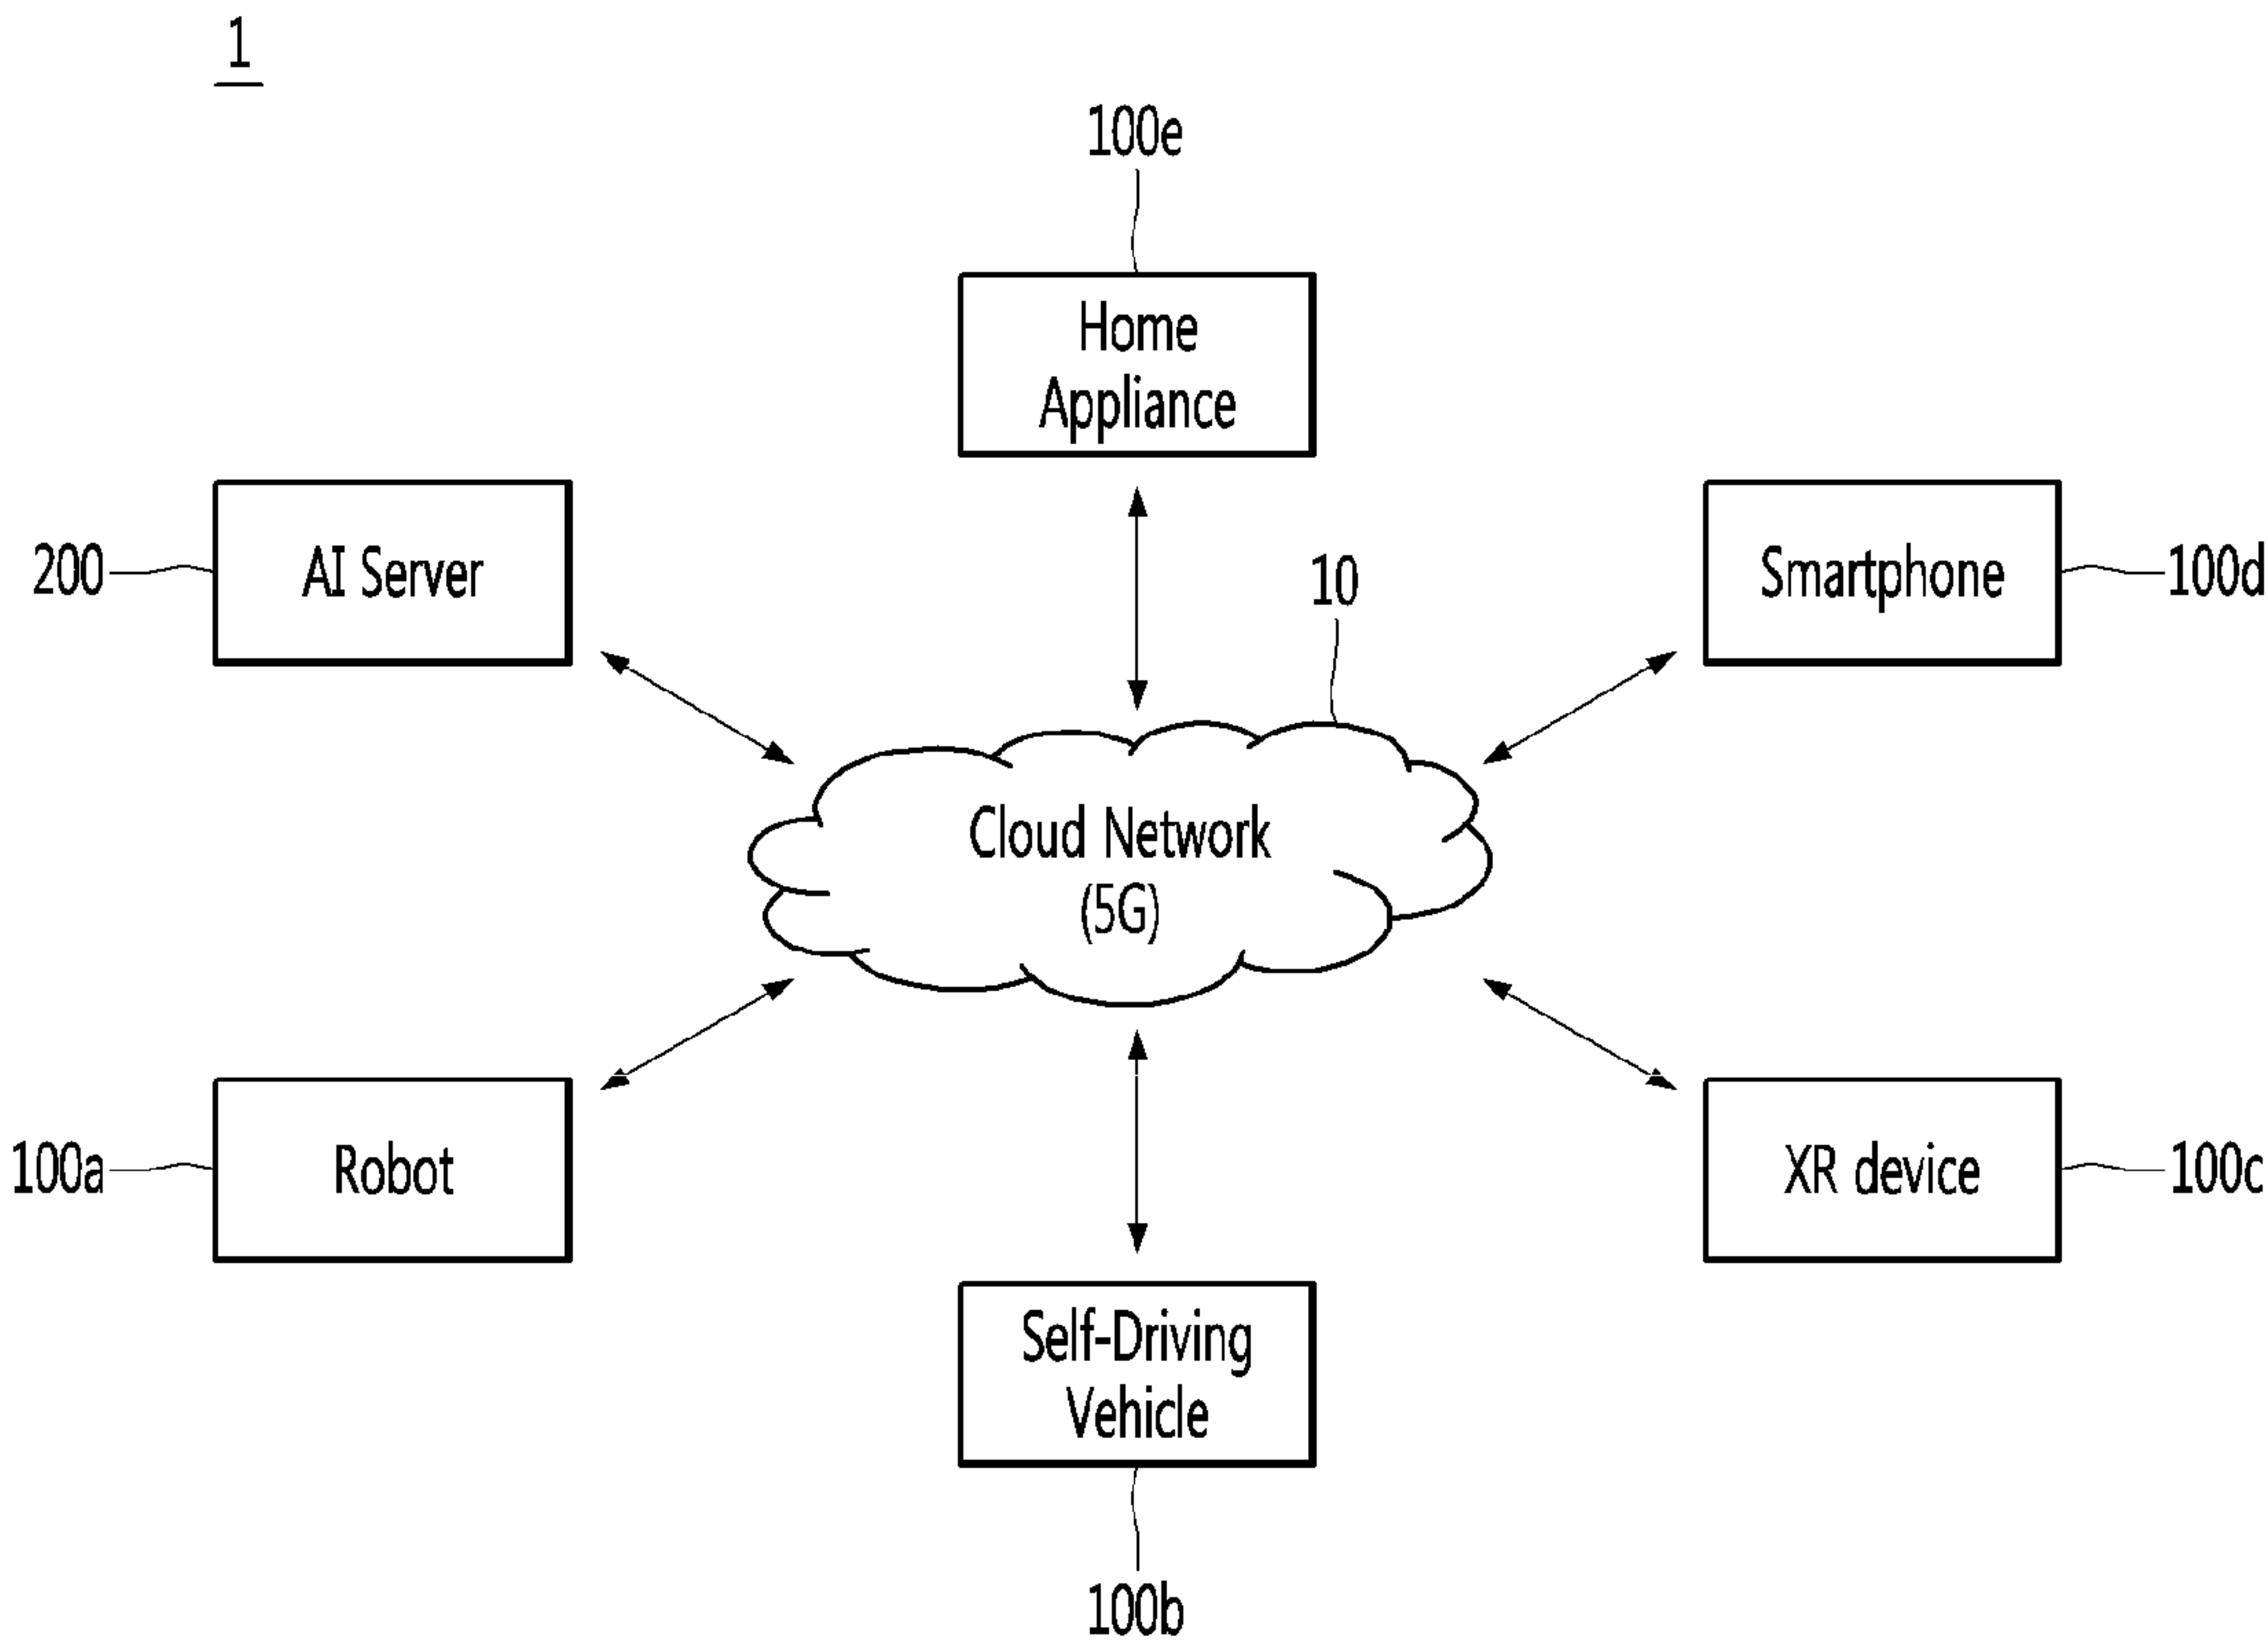 1
100e
Home
Appliance
200
AI Server
10
Smartphone
100d
Cloud Network
(5G)
100a
Robot
XR device
100c
Self-Driving
Vehicle
100b